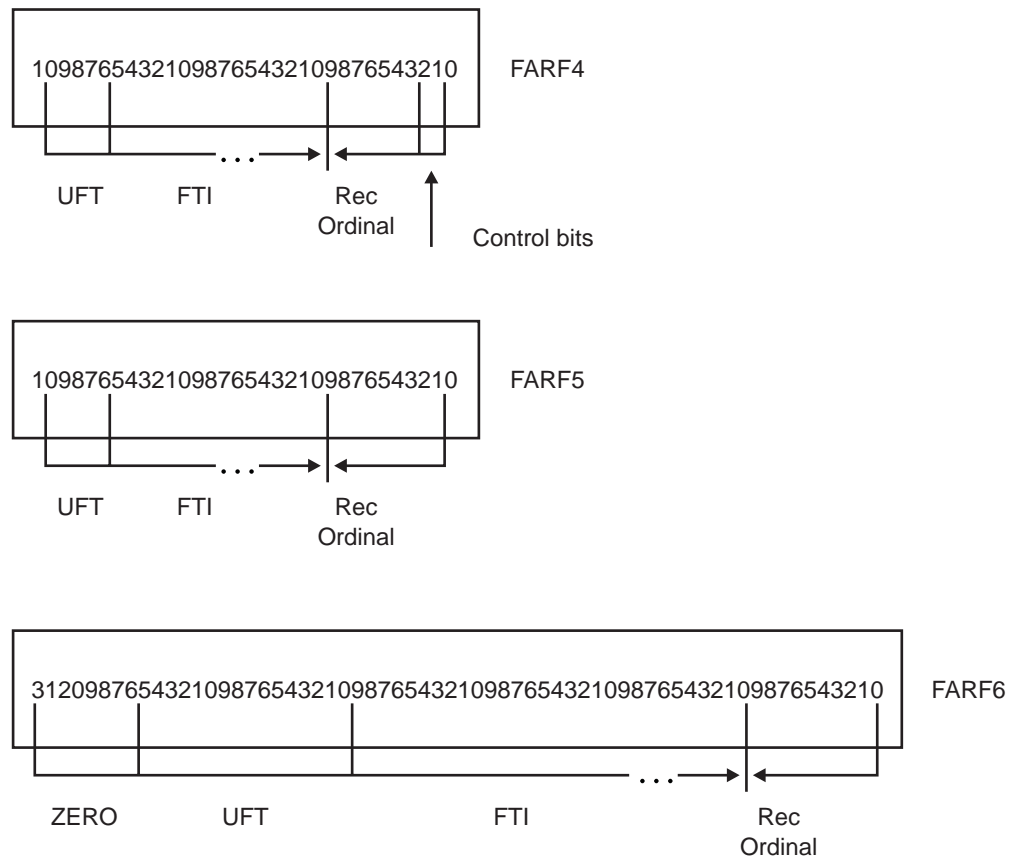 10987654321098765432109876543210 FARF4
...
UFT FTI Rec
Ordinal
Control bits
10987654321098765432109876543210 FARF5
...
UFT FTI Rec
Ordinal
3120987654321098765432109876543210987654321098765432109876543210 FARF6
...
ZERO UFT FTI Rec
Ordinal